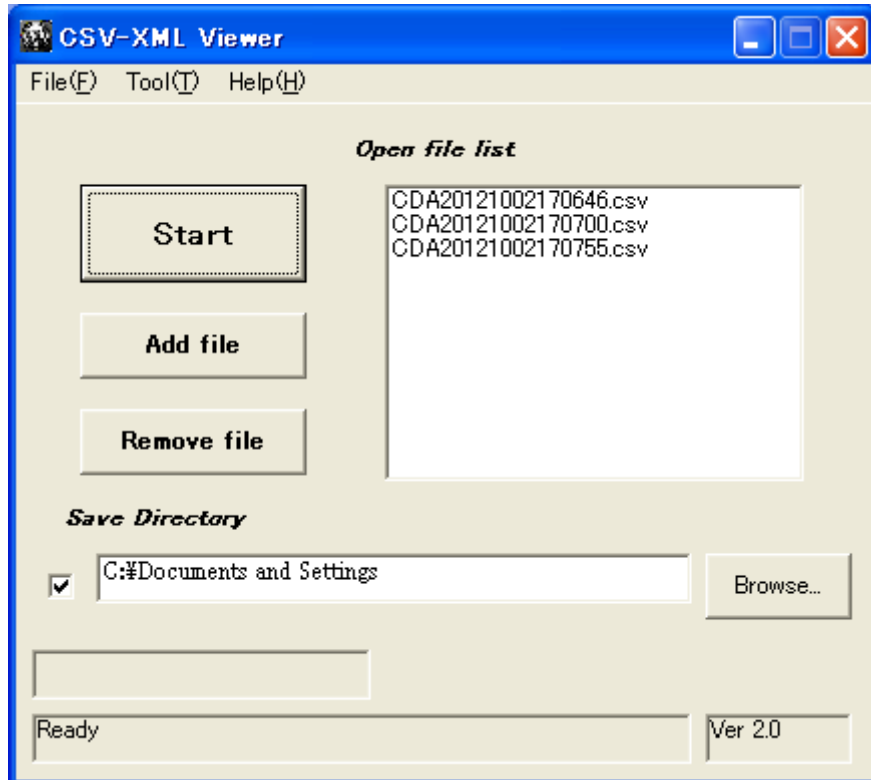 CSV-XML Viewer
File(F) Tool(T) Help(H)
Open file list
Start
CDA20121002170646.csv
CDA20121002170700.csv
CDA20121002170755.csv
Add file
Remove file
Save Directory
C:¥Documents and Settings
Browse...
Ready
Ver 2.0